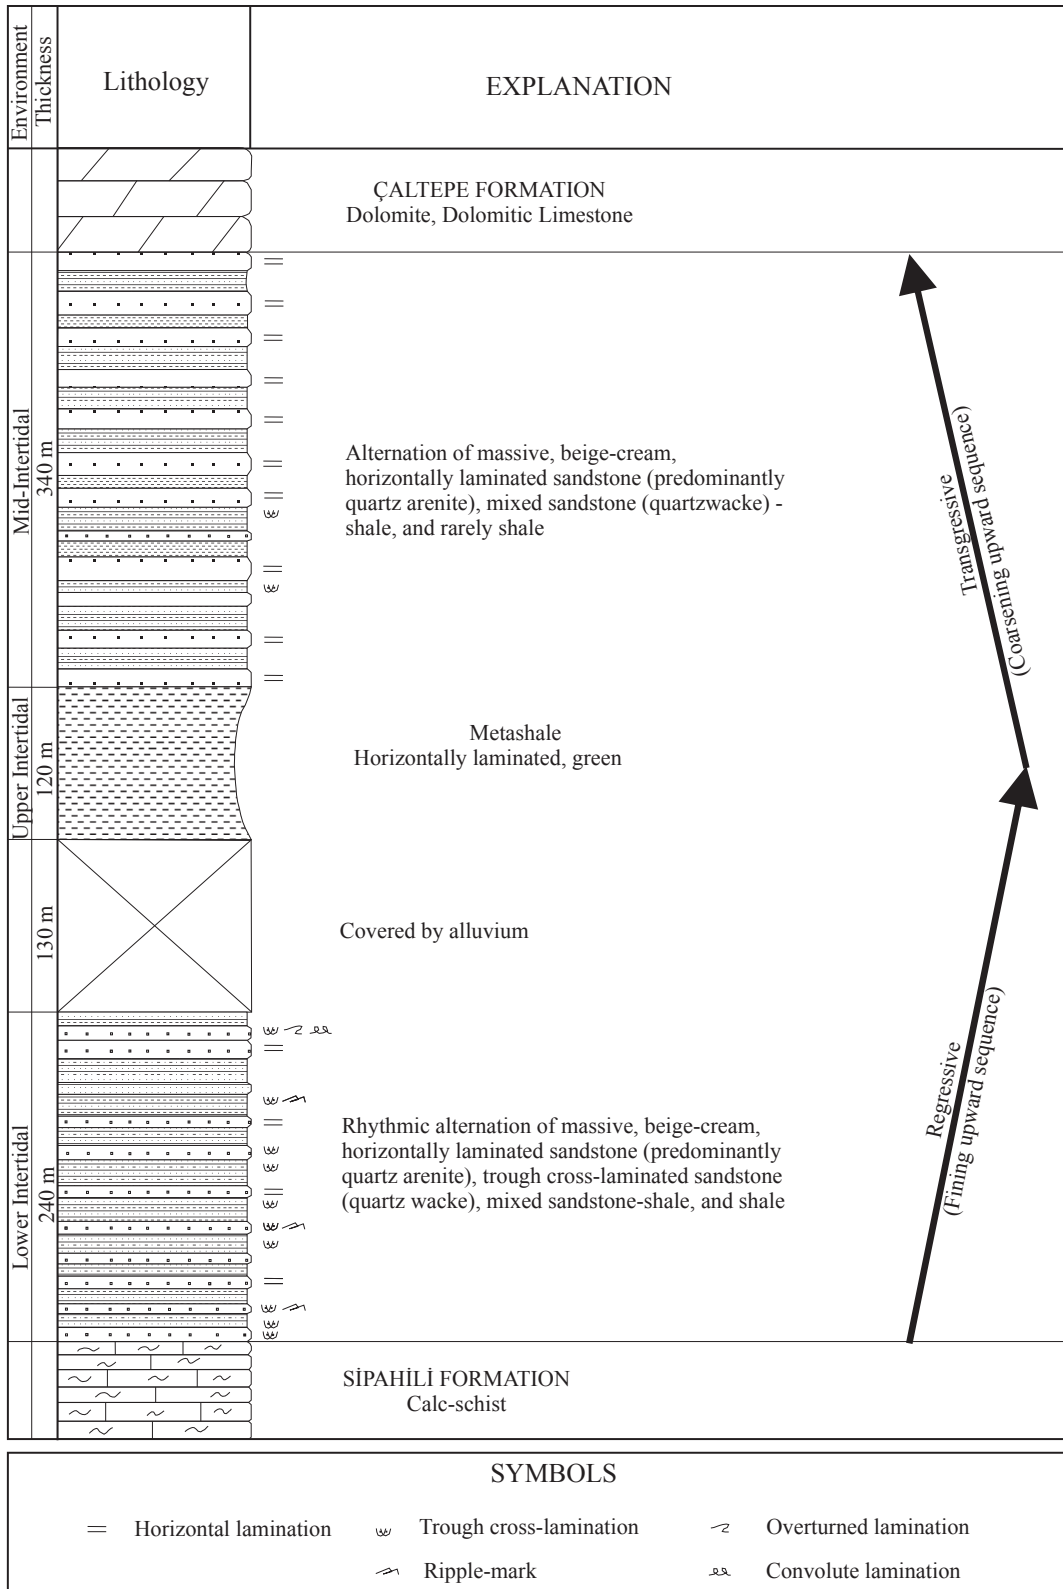 Environment
Thickness
Lithology
EXPLANATION
ÇALTEPE FORMATION
Dolomite, Dolomitic Limestone
Mid-Intertidal
340 m
Alternation of massive, beige-cream,
horizontally laminated sandstone (predominantly
quartz arenite), mixed sandstone (quartzwacke) -
shale, and rarely shale
Transgressive
(Coarsening upward sequence)
Upper Intertidal
120 m
Metashale
Horizontally laminated, green
130 m
Covered by alluvium
Lower Intertidal
240 m
Rhythmic alternation of massive, beige-cream,
horizontally laminated sandstone (predominantly
quartz arenite), trough cross-laminated sandstone
(quartz wacke), mixed sandstone-shale, and shale
Regressive
(Fining upward sequence)
SİPAHİLİ FORMATION
Calc-schist
SYMBOLS
Horizontal lamination
Trough cross-lamination
Overturned lamination
Ripple-mark
Convolute lamination